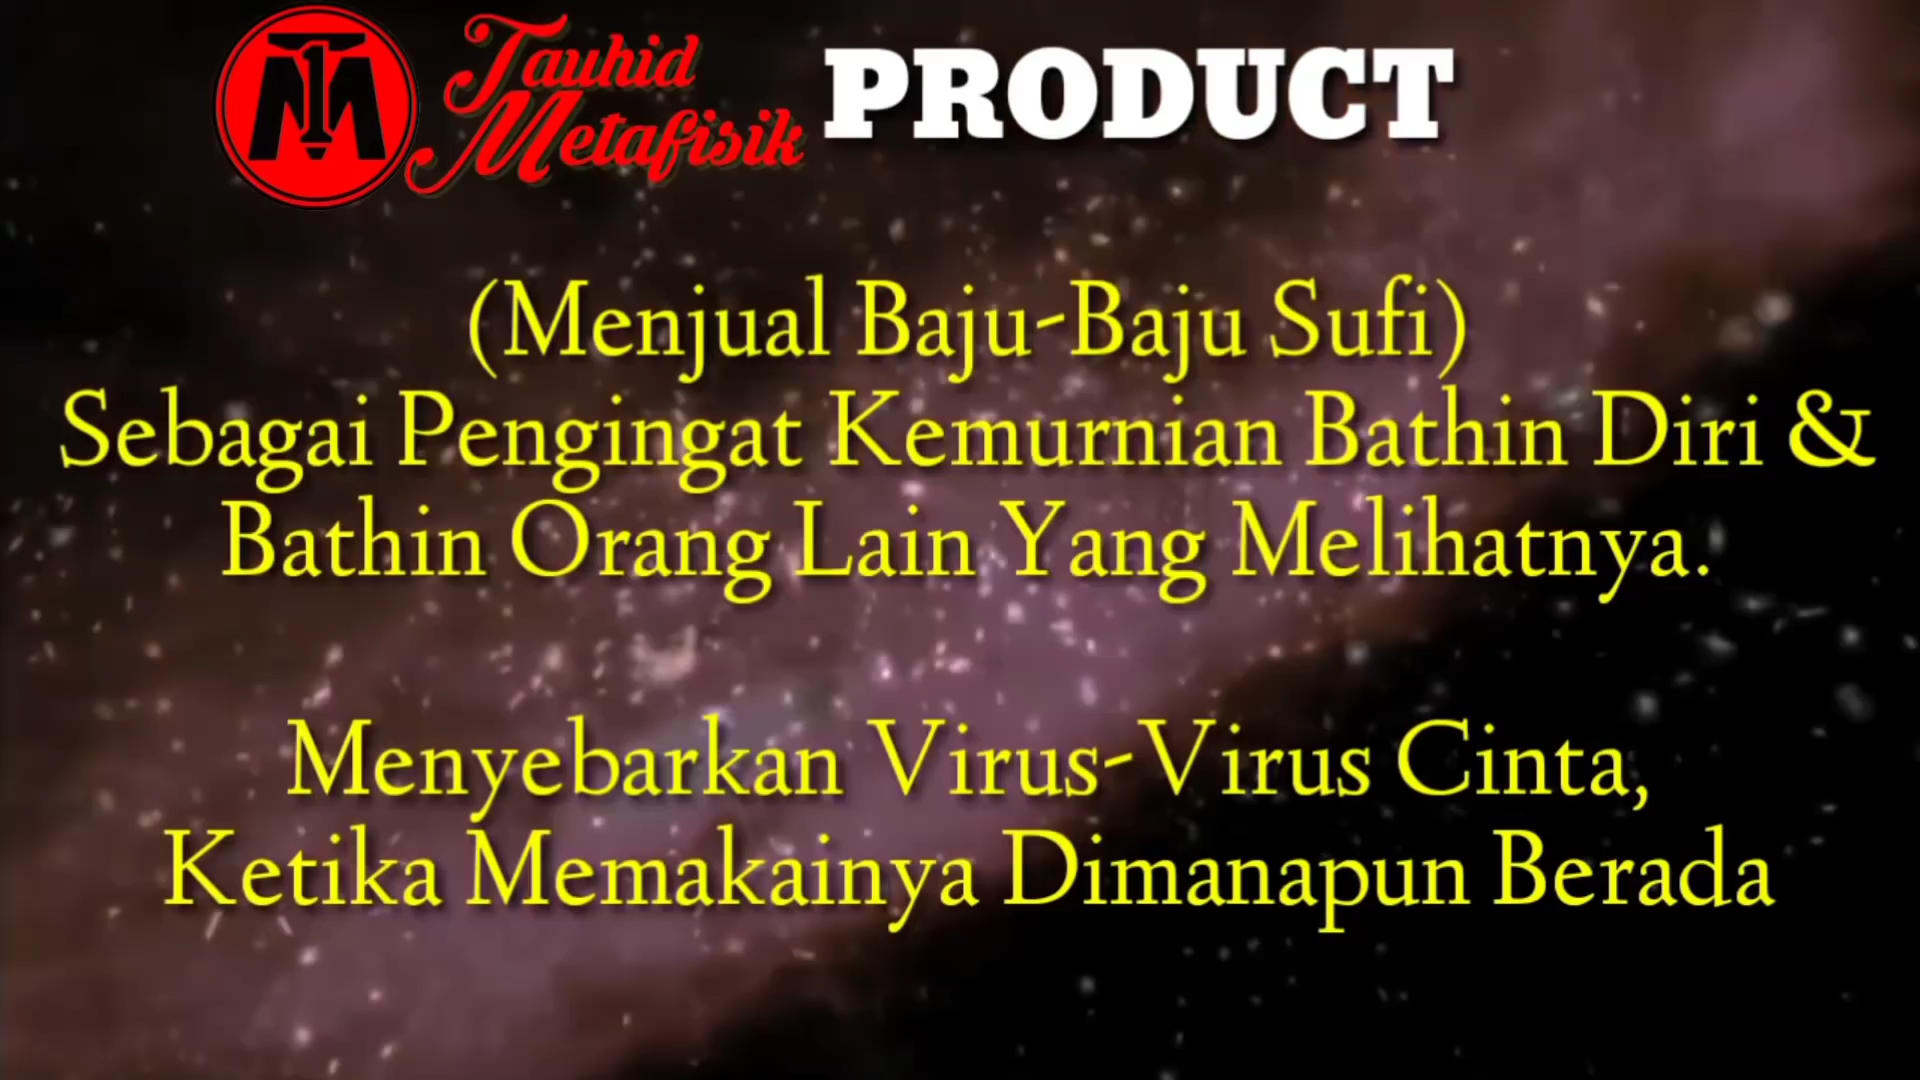 Tauhid
Metafisik PRODUCT
(Menjual Baju-Baju Sufi)
Sebagai Pengingat Kemurnian Bathin Diri &
Bathin Orang Lain Yang Melihatnya.
Menyebarkan Virus-Virus Cinta,
Ketika Memakainya Dimanapun Berada